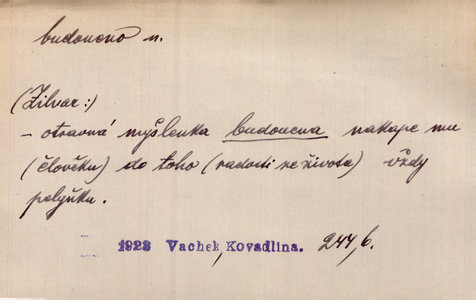 budoucno n.
(Žilvar:)
- otravná myšlenka budoucna nakape mu
(člověku) do toho (radosti ze života) vždy
pelyňku.
1923 Vachek, Kovadlina. 244, 6.